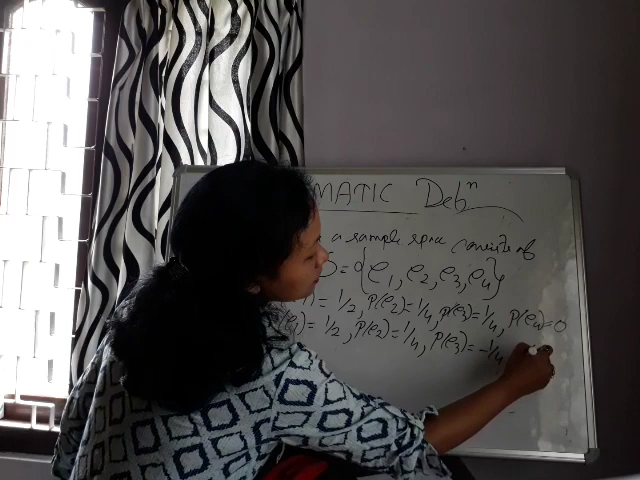 MATIC Defⁿ
a sample space consists of
= {e₁, e₂, e₃, e₄}
) = 1/2, P(e₂) = 1/4, P(e₃) = 1/4, P(e₄) = 0
(e₁) = 1/2, P(e₂) = 1/4, P(e₃) = -1/4